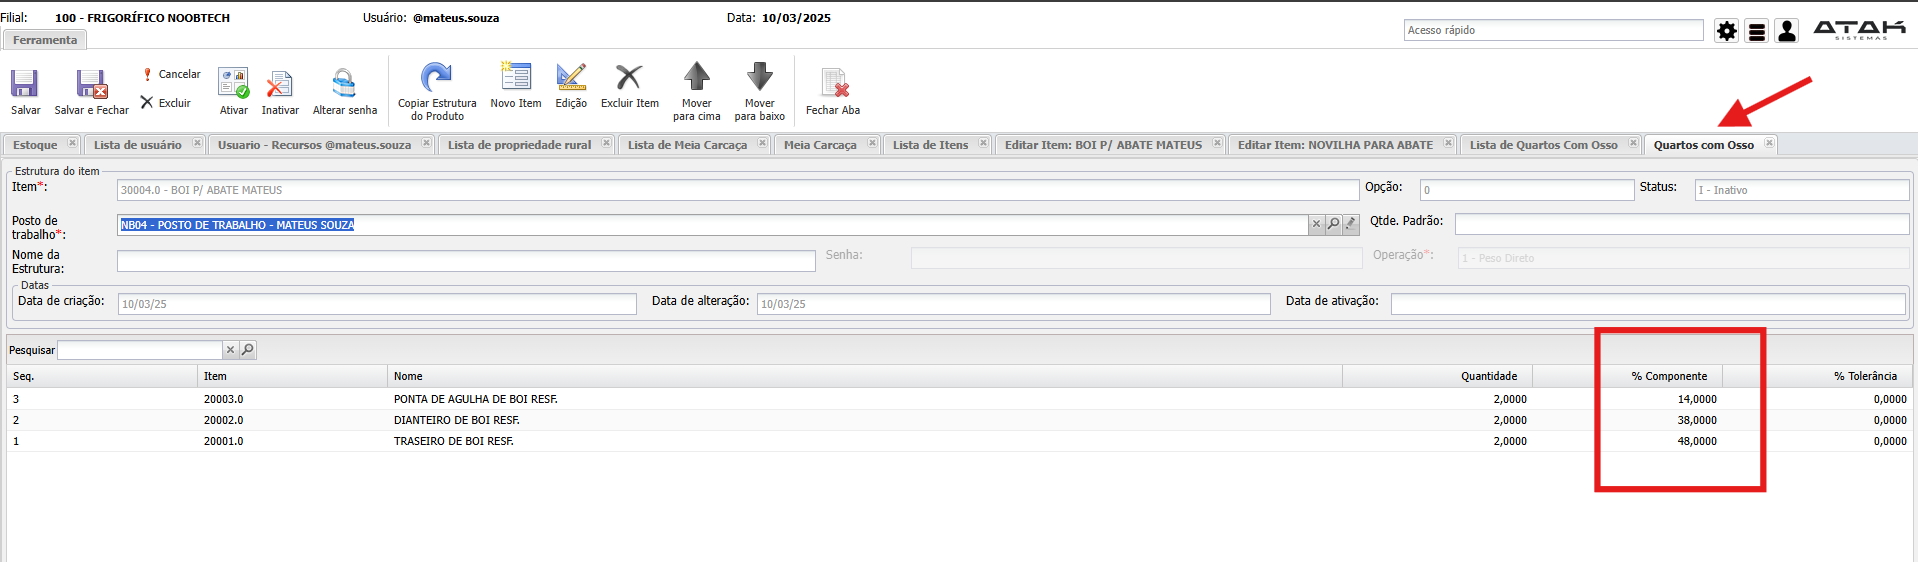 Filial: 100 - FRIGORÍFICO NOOBTECH Usuário: @mateus.souza Data: 10/03/2025
Acesso rápido
ATAK
SISTEMAS
Ferramenta
Salvar
Salvar e Fechar
Cancelar
Excluir
Ativar
Inativar
Alterar senha
Copiar Estrutura
do Produto
Novo Item
Edição
Excluir Item
Mover
para cima
Mover
para baixo
Fechar Aba
Estoque Lista de usuário Usuario - Recursos @mateus.souza Lista de propriedade rural Lista de Meia Carcaça Meia Carcaça Lista de Itens Editar Item: BOI P/ ABATE MATEUS Editar Item: NOVILHA PARA ABATE Lista de Quartos Com Osso Quartos com Osso
Estrutura do item
Item*: 30004.0 - BOI P/ ABATE MATEUS Opção: 0 Status: I - Inativo
Posto de
trabalho*: NB04 - POSTO DE TRABALHO - MATEUS SOUZA Qtde. Padrão:
Nome da
Estrutura: Senha: Operação*: 1 - Peso Direto
Datas
Data de criação: 10/03/25 Data de alteração: 10/03/25 Data de ativação:
Pesquisar
Seq. Item Nome Quantidade % Componente % Tolerância
3 20003.0 PONTA DE AGULHA DE BOI RESF. 2,0000 14,0000 0,0000
2 20002.0 DIANTEIRO DE BOI RESF. 2,0000 38,0000 0,0000
1 20001.0 TRASEIRO DE BOI RESF. 2,0000 48,0000 0,0000